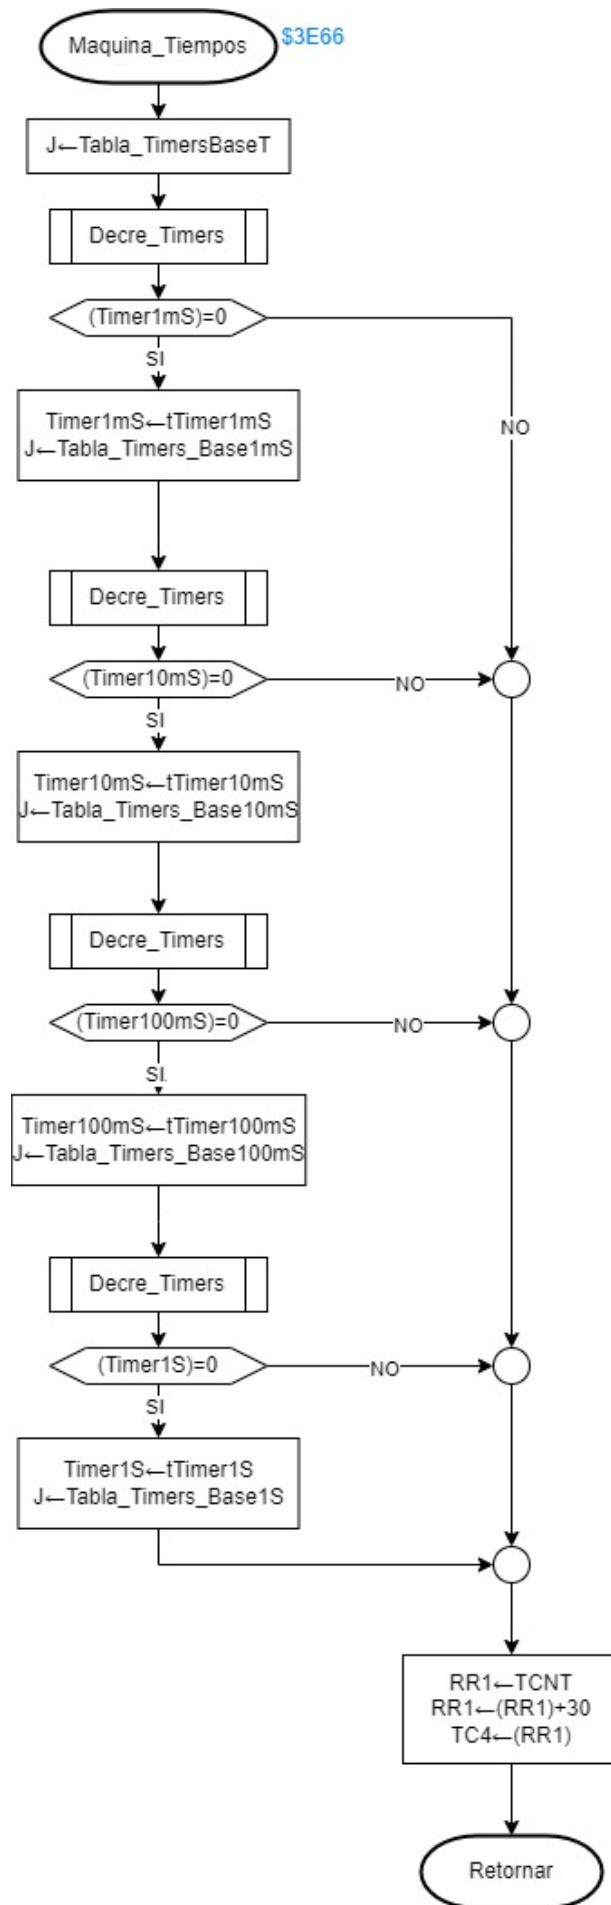 Maquina_Tiempos
$3E66
J←Tabla_TimersBaseT
Decre_Timers
(Timer1mS)=0
SI
NO
Timer1mS←tTimer1mS
J←Tabla_Timers_Base1mS
Decre_Timers
(Timer10mS)=0
NO
SI
Timer10mS←tTimer10mS
J←Tabla_Timers_Base10mS
Decre_Timers
(Timer100mS)=0
NO
SI
Timer100mS←tTimer100mS
J←Tabla_Timers_Base100mS
Decre_Timers
(Timer1S)=0
NO
SI
Timer1S←tTimer1S
J←Tabla_Timers_Base1S
RR1←TCNT
RR1←(RR1)+30
TC4←(RR1)
Retornar